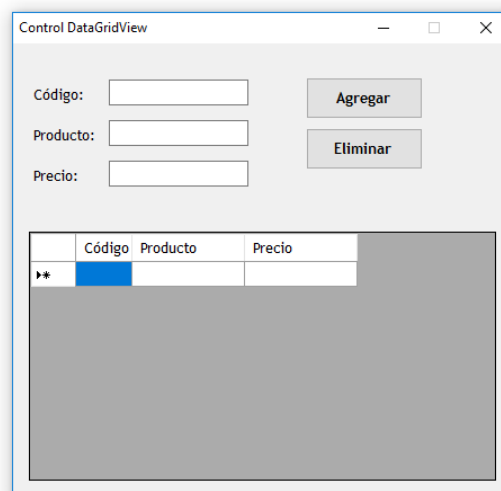 Control DataGridView
Código:
Agregar
Producto:
Eliminar
Precio:
Código Producto Precio